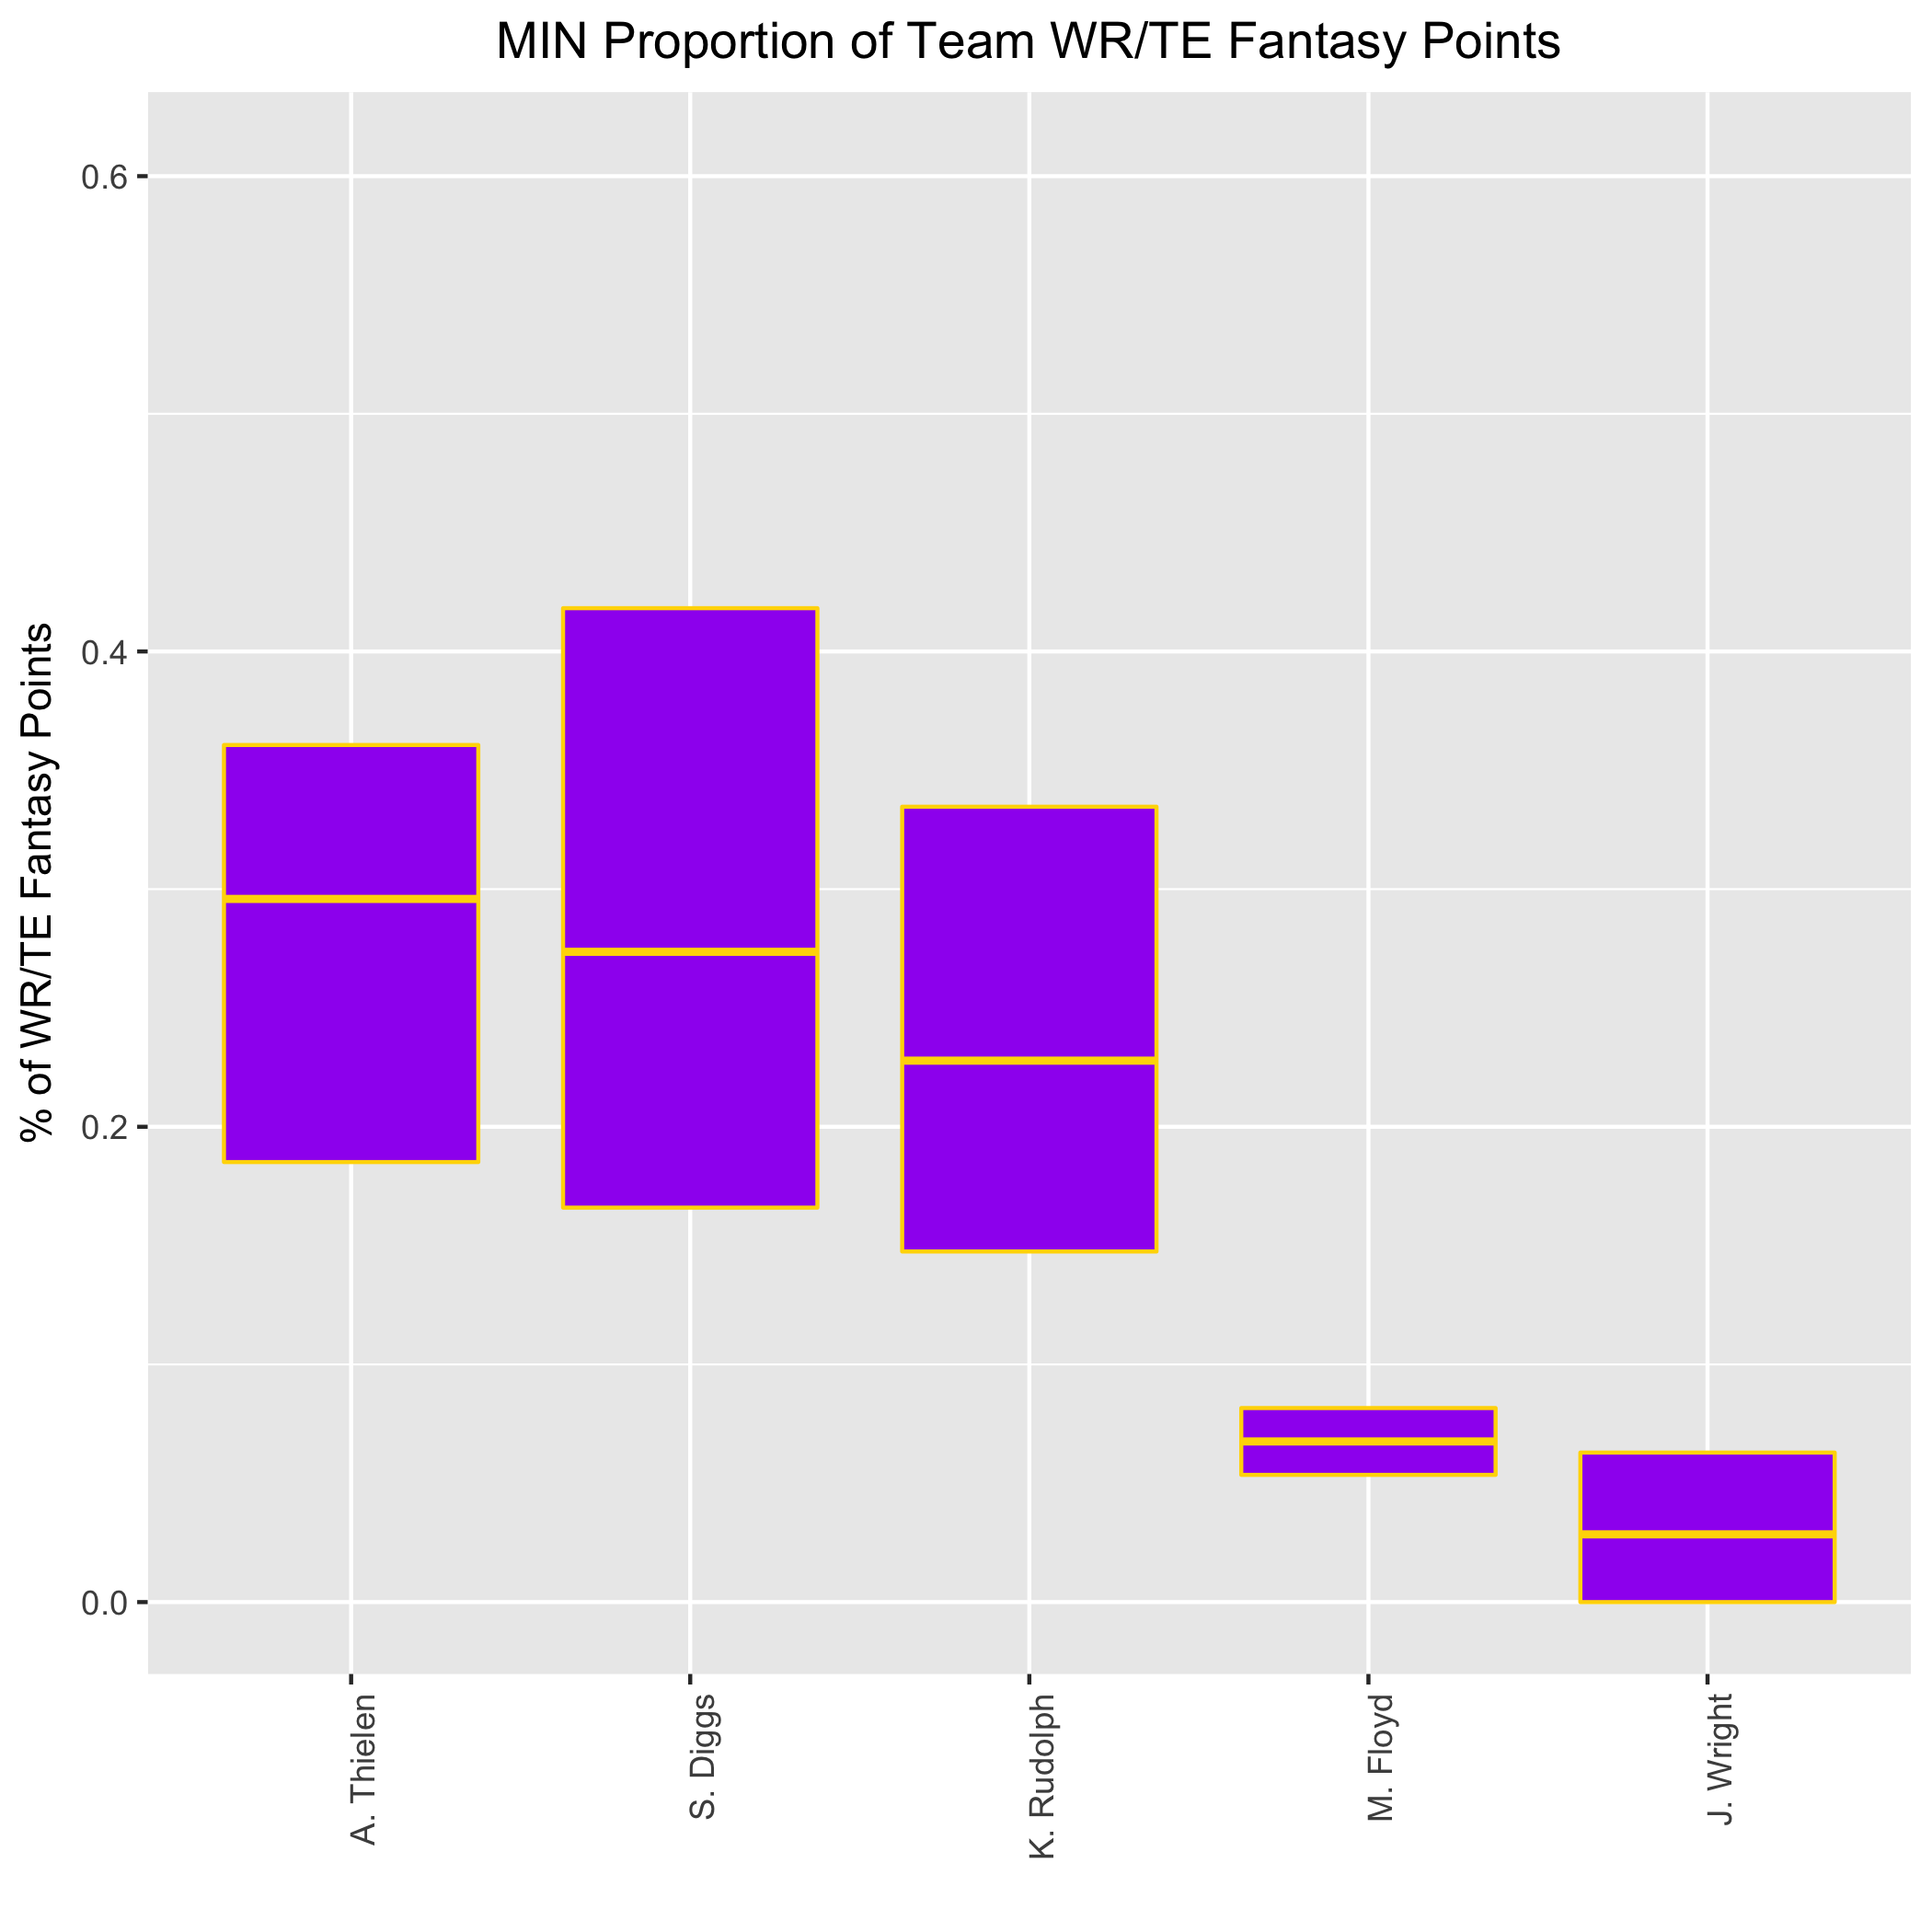 MIN Proportion of Team WR/TE Fantasy Points
% of WR/TE Fantasy Points
0.6
0.4
0.2
0.0
A. Thielen
S. Diggs
K. Rudolph
M. Floyd
J. Wright